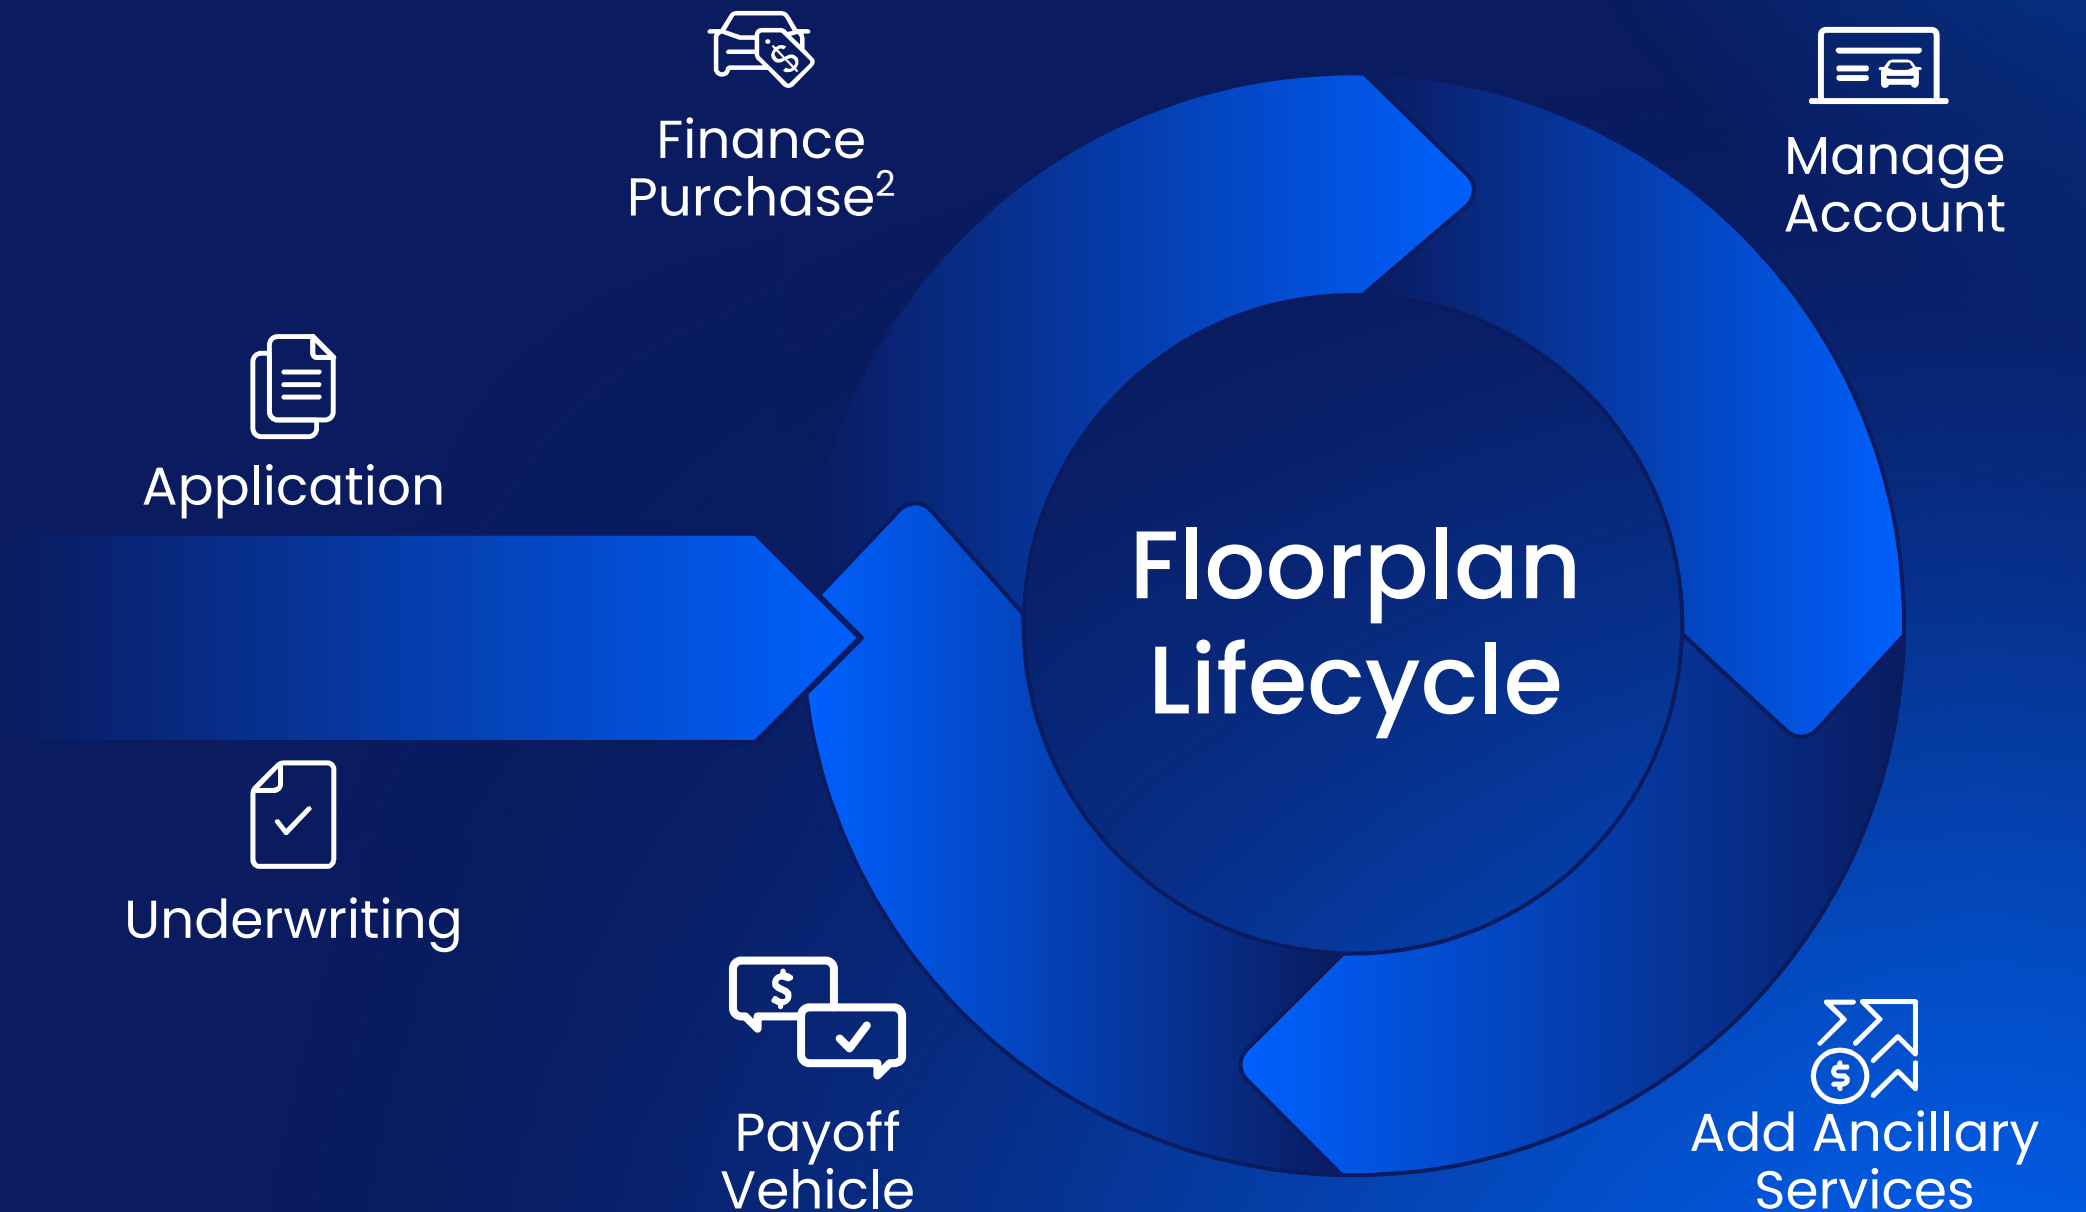 Finance
Purchase²
Manage
Account
Application
Floorplan
Lifecycle
Underwriting
$
Payoff
Vehicle
$
Add Ancillary
Services